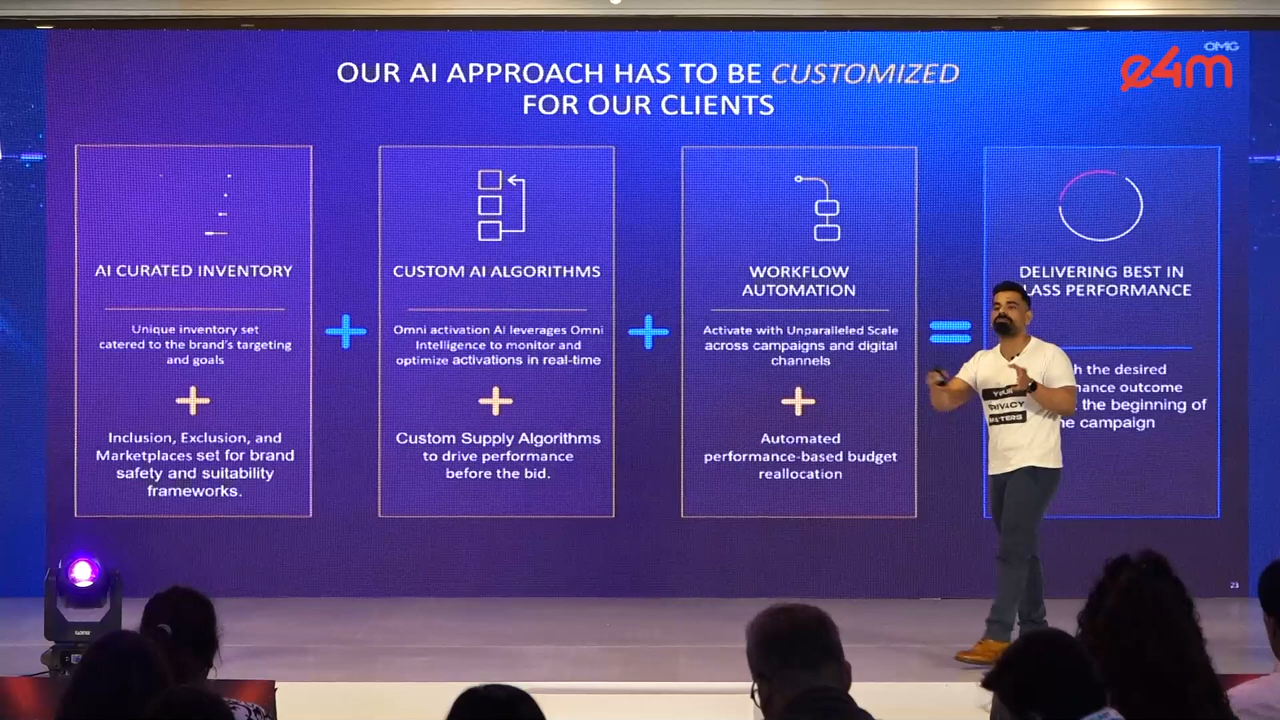 OUR AI APPROACH HAS TO BE CUSTOMIZED
FOR OUR CLIENTS
OMG
e4m
AI CURATED INVENTORY
Unique inventory set
catered to the brand's targeting
and goals
Inclusion, Exclusion, and
Marketplaces set for brand
safety and suitability
frameworks.
CUSTOM AI ALGORITHMS
Omni activation AI leverages Omni
Intelligence to monitor and
optimize activations in real-time
Custom Supply Algorithms
to drive performance
before the bid.
WORKFLOW
AUTOMATION
Activate with Unparalleled Scale
across campaigns and digital
channels
Automated
performance-based budget
reallocation
DELIVERING BEST IN
PERFORMANCE
the desired
outcome
the beginning of
campaign
YOUR
PRIVACY
MATTERS
23